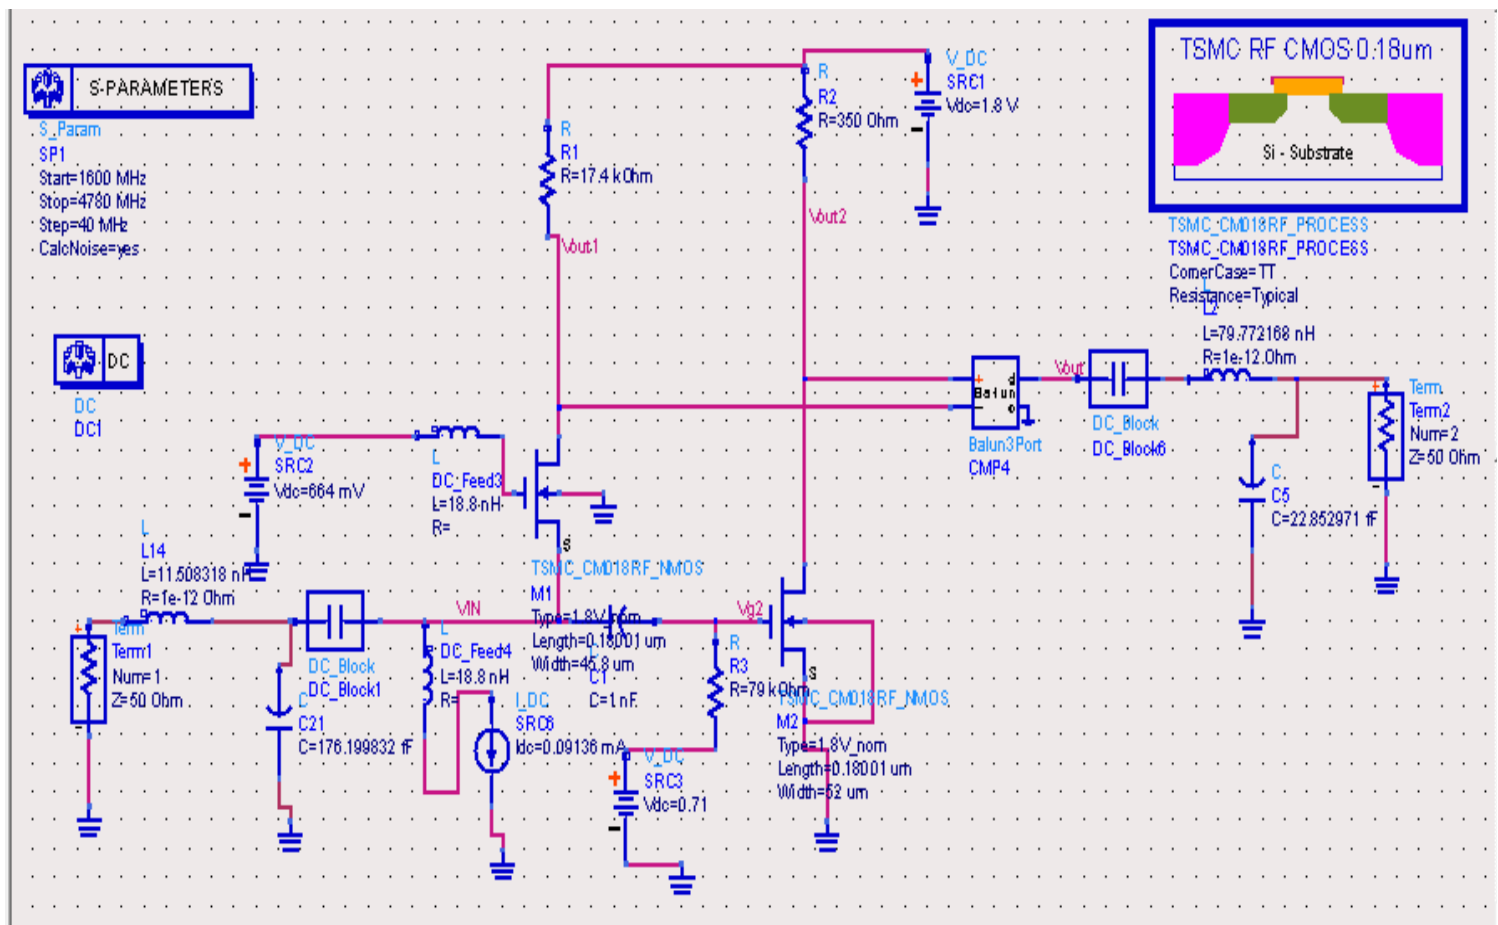 S-PARAMETERS
S_Param
SP1
Start=1600 MHz
Stop=4780 MHz
Step=40 MHz
CalcNoise=yes
DC
DC
DC1
R
R1
R=17.4 kOhm
Vout1
R
R2
R=350 Ohm
Vout2
V_DC
SRC1
Vdc=1.8 V
TSMC RF CMOS 0.18um
Si - Substrate
TSMC_CM018RF_PROCESS
TSMC_CM018RF_PROCESS
CornerCase=TT
Resistance=Typical
L
L2
L=79.772168 nH
R=1e-12 Ohm
Balun
Balun3Port
CMP4
Vout
DC_Block
DC_Block6
Term
Term2
Num=2
Z=50 Ohm
C
C5
C=22.852971 fF
V_DC
SRC2
Vdc=664 mV
L
DC_Feed3
L=18.8 nH
R=
S
TSMC_CM018RF_NMOS
M1
Type=1.8V_nom
Length=0.18001 um
Width=45.8 um
L
L14
L=11.508318 nH
R=1e-12 Ohm
Term
Term1
Num=1
Z=50 Ohm
C
C21
C=176.199832 fF
DC_Block
DC_Block1
VIN
L
DC_Feed4
L=18.8 nH
R=
I_DC
SRC6
Idc=0.09136 mA
C1
C=1 nF
Vg2
R
R3
R=79 kOhm
V_DC
SRC3
Vdc=0.71
S
TSMC_CM018RF_NMOS
M2
Type=1.8V_nom
Length=0.18001 um
Width=52 um